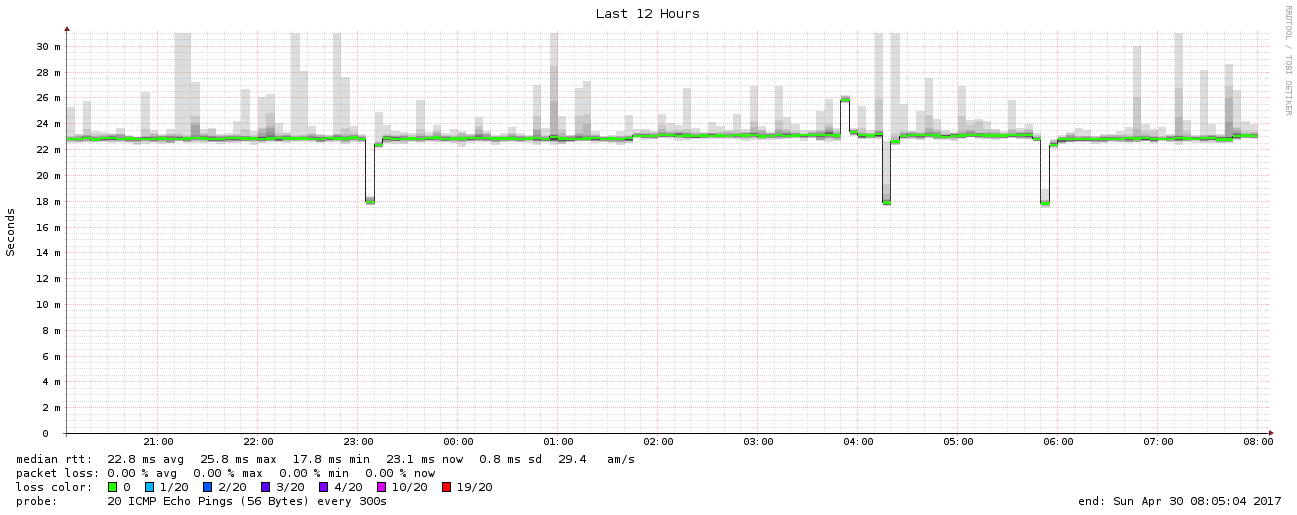 Last 12 Hours
RRDTOOL / TOBI OETIKER
Seconds
30 m
28 m
26 m
24 m
22 m
20 m
18 m
16 m
14 m
12 m
10 m
8 m
6 m
4 m
2 m
0
21:00 22:00 23:00 00:00 01:00 02:00 03:00 04:00 05:00 06:00 07:00 08:00
median rtt: 22.8 ms avg 25.8 ms max 17.8 ms min 23.1 ms now 0.8 ms sd 29.4 am/s
packet loss: 0.00 % avg 0.00 % max 0.00 % min 0.00 % now
loss color: 0 1/20 2/20 3/20 4/20 10/20 19/20
probe: 20 ICMP Echo Pings (56 Bytes) every 300s end: Sun Apr 30 08:05:04 2017